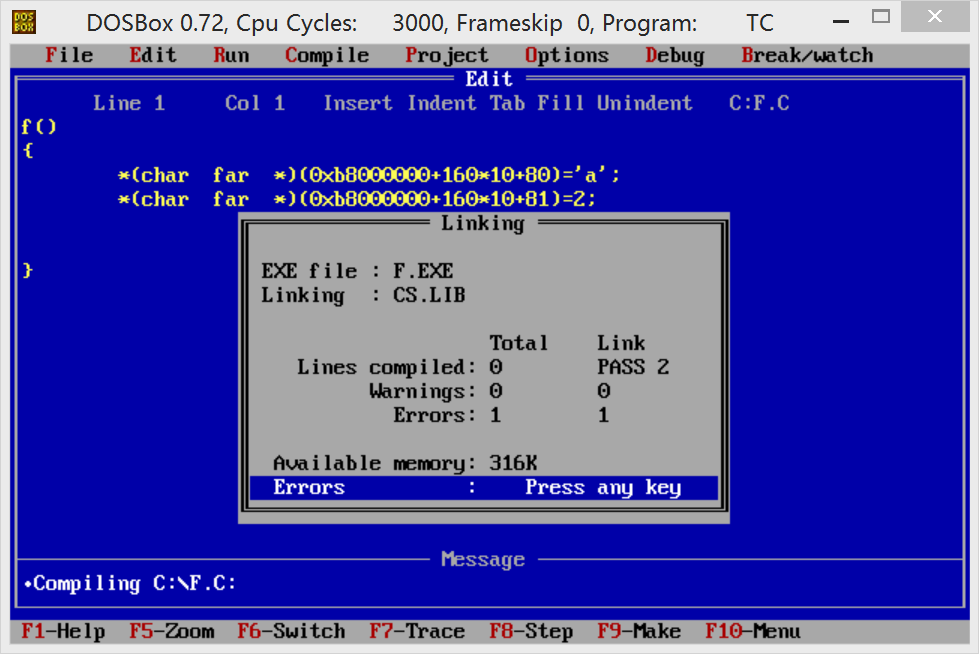 DOSBox 0.72, Cpu Cycles: 3000, Frameskip 0, Program: TC
File Edit Run Compile Project Options Debug Break/watch
Edit
Line 1 Col 1 Insert Indent Tab Fill Unindent C:F.C
f()
{
*(char far *)(0xb8000000+160*10+80)='a';
*(char far *)(0xb8000000+160*10+81)=2;
}
Linking
EXE file : F.EXE
Linking : CS.LIB
Total Link
Lines compiled: 0 PASS 2
Warnings: 0 0
Errors: 1 1
Available memory: 316K
Errors : Press any key
Message
•Compiling C:\F.C:
F1-Help F5-Zoom F6-Switch F7-Trace F8-Step F9-Make F10-Menu